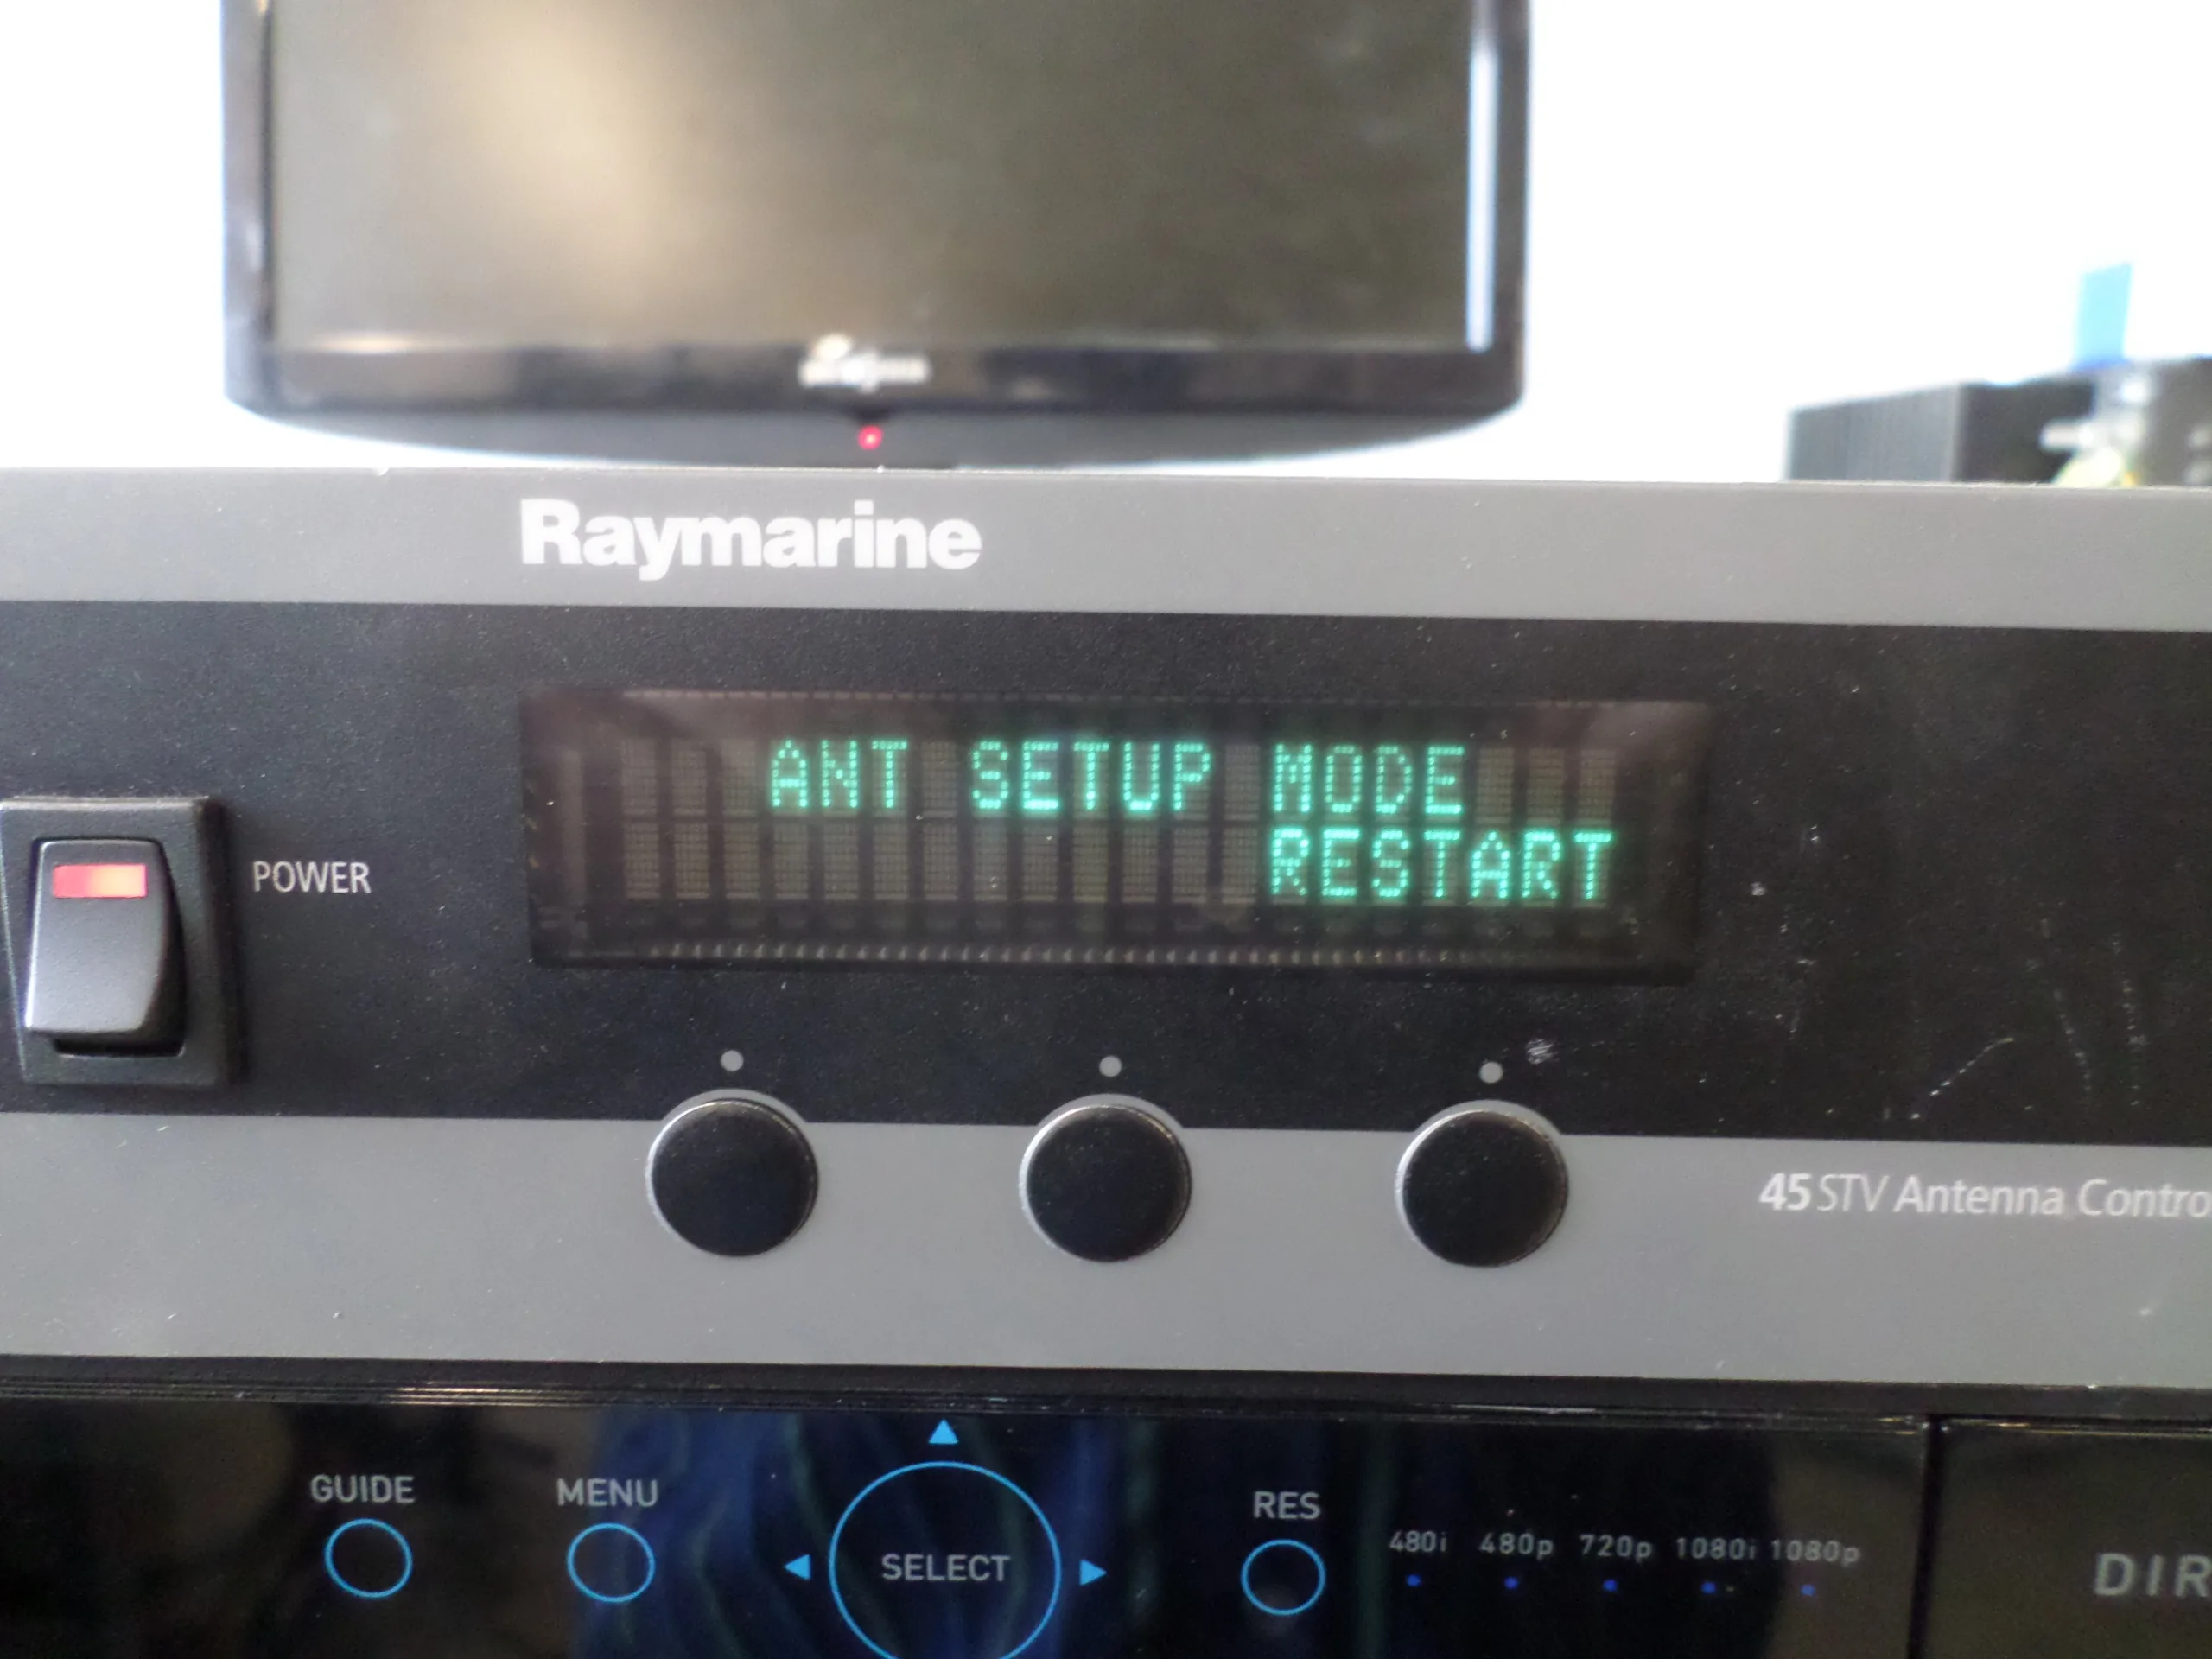 Raymarine
ANT SETUP MODE
RESTART
POWER
45 STV Antenna Contro
GUIDE
MENU
SELECT
RES
480i 480p 720p 1080i 1080p
DIR